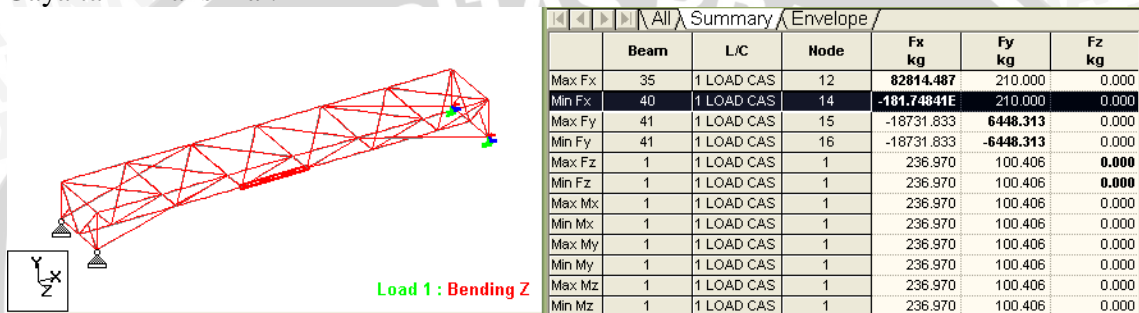 All Summary Envelope
Beam L/C Node Fx kg Fy kg Fz kg
Max Fx 35 1 LOAD CAS 12 82814.487 210.000 0.000
Min Fx 40 1 LOAD CAS 14 -181.74841E 210.000 0.000
Max Fy 41 1 LOAD CAS 15 -18731.833 6448.313 0.000
Min Fy 41 1 LOAD CAS 16 -18731.833 -6448.313 0.000
Max Fz 1 1 LOAD CAS 1 236.970 100.406 0.000
Min Fz 1 1 LOAD CAS 1 236.970 100.406 0.000
Max Mx 1 1 LOAD CAS 1 236.970 100.406 0.000
Min Mx 1 1 LOAD CAS 1 236.970 100.406 0.000
Max My 1 1 LOAD CAS 1 236.970 100.406 0.000
Min My 1 1 LOAD CAS 1 236.970 100.406 0.000
Max Mz 1 1 LOAD CAS 1 236.970 100.406 0.000
Min Mz 1 1 LOAD CAS 1 236.970 100.406 0.000
Y
X
Z
Load 1 : Bending Z